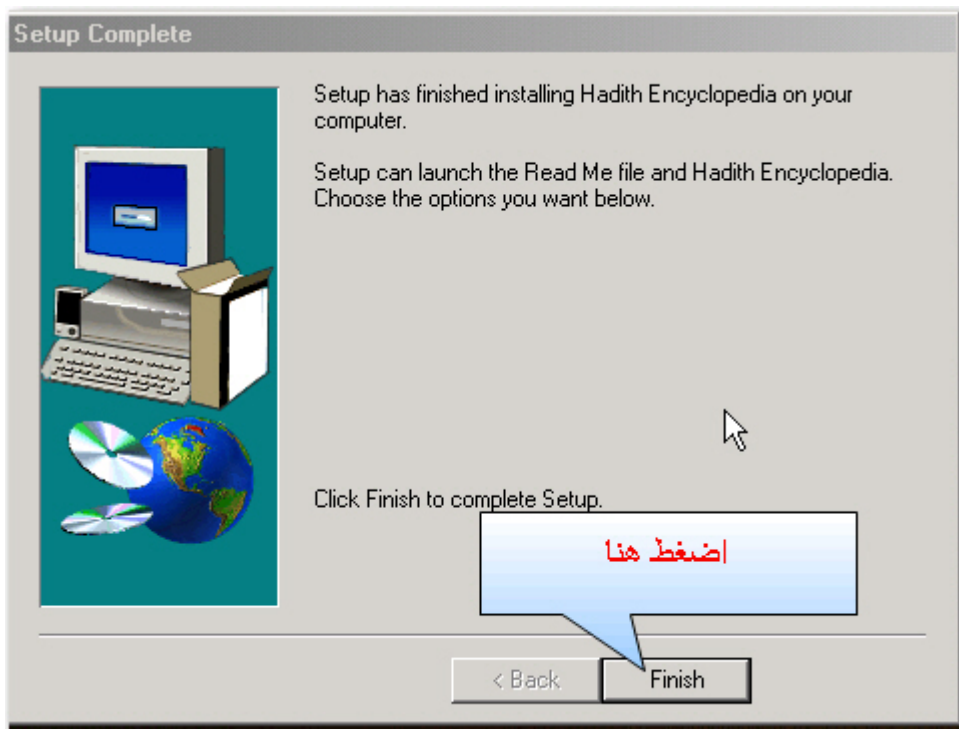 Setup Complete
Setup has finished installing Hadith Encyclopedia on your
computer.
Setup can launch the Read Me file and Hadith Encyclopedia.
Choose the options you want below.
Click Finish to complete Setup.
اضغط هنا
< Back
Finish